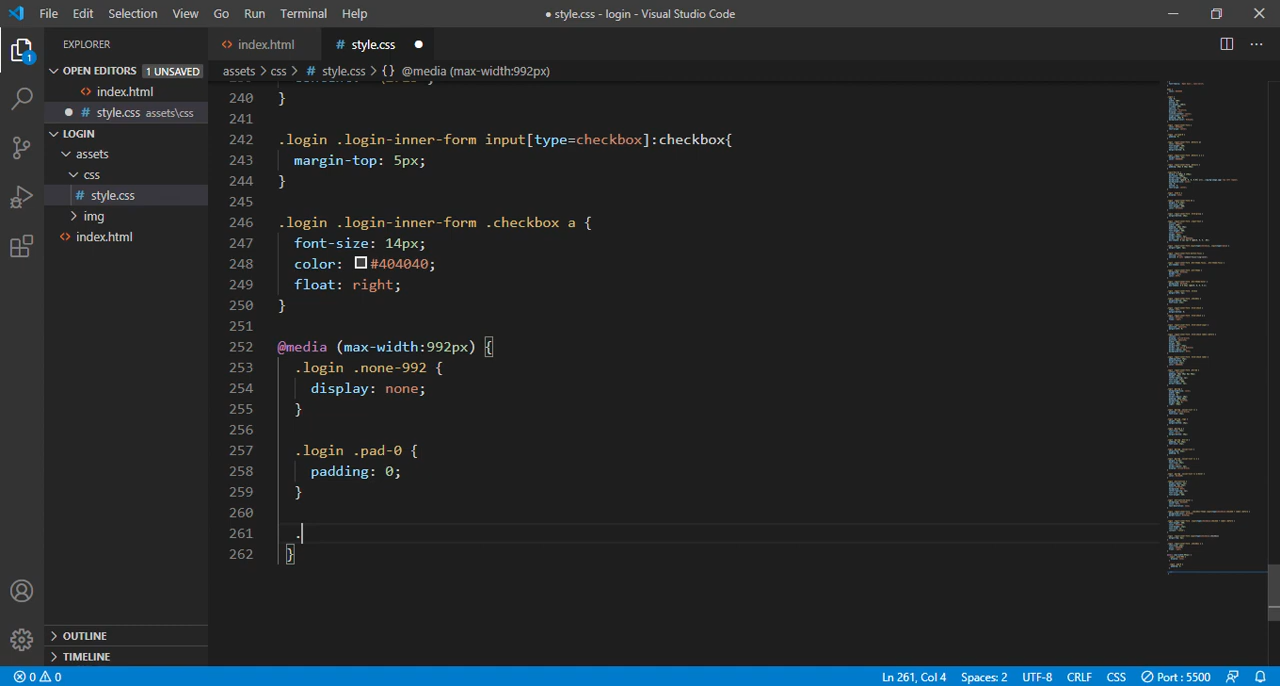 File Edit Selection View Go Run Terminal Help ● style.css - login - Visual Studio Code
EXPLORER
OPEN EDITORS 1 UNSAVED
index.html
style.css assets\css
LOGIN
assets
css
style.css
img
index.html
OUTLINE
TIMELINE
1
index.html style.css
assets > css > # style.css > {} @media (max-width:992px)
240 }
241
242 .login .login-inner-form input[type=checkbox]:checkbox{
243 margin-top: 5px;
244 }
245
246 .login .login-inner-form .checkbox a {
247 font-size: 14px;
248 color: #404040;
249 float: right;
250 }
251
252 @media (max-width:992px) {
253 .login .none-992 {
254 display: none;
255 }
256
257 .login .pad-0 {
258 padding: 0;
259 }
260
261 .
262 }
0 0 Ln 261, Col 4 Spaces: 2 UTF-8 CRLF CSS Port : 5500